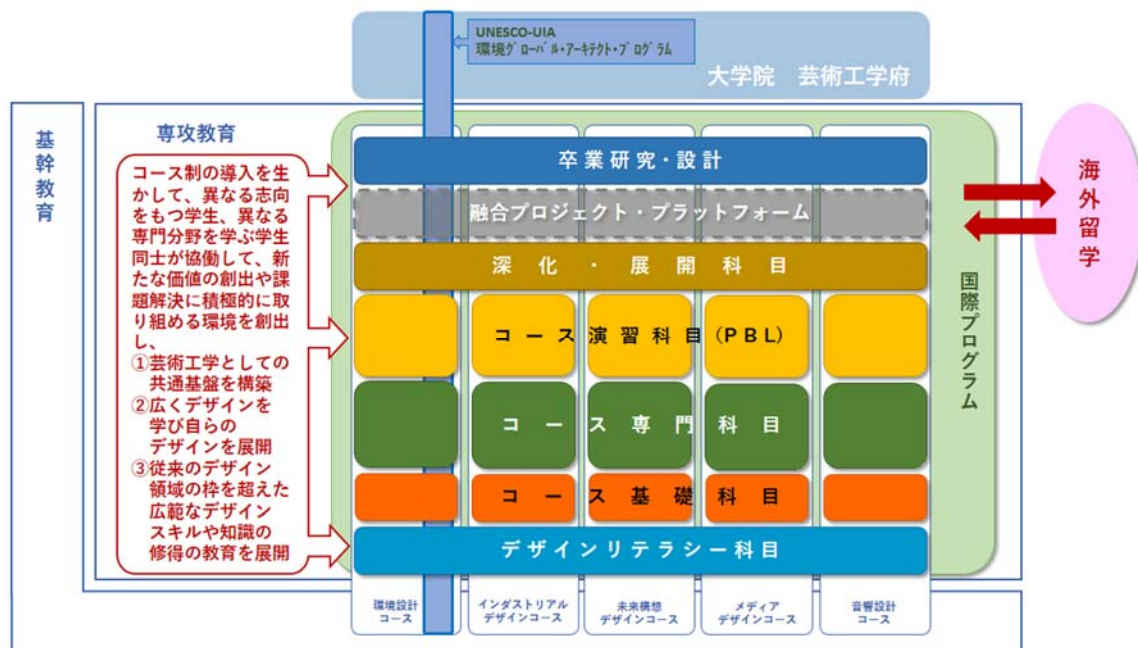 UNESCO-UIA
環境グローバル・アーキテクト・プログラム
大学院 芸術工学府
基幹教育
専攻教育
コース制の導入を生
かして、異なる志向
をもつ学生、異なる
専門分野を学ぶ学生
同士が協働して、新
たな価値の創出や課
題解決に積極的に取
り組める環境を創出
し、
①芸術工学としての
共通基盤を構築
②広くデザインを
学び自らの
デザインを展開
③従来のデザイン
領域の枠を超えた
広範なデザイン
スキルや知識の
修得の教育を展開
卒業研究・設計
融合プロジェクト・プラットフォーム
深化・展開科目
コース演習科目(PBL)
コース専門科目
コース基礎科目
デザインリテラシー科目
国際プログラム
海外留学
環境設計
コース
インダストリアル
デザインコース
未来構想
デザインコース
メディア
デザインコース
音響設計
コース